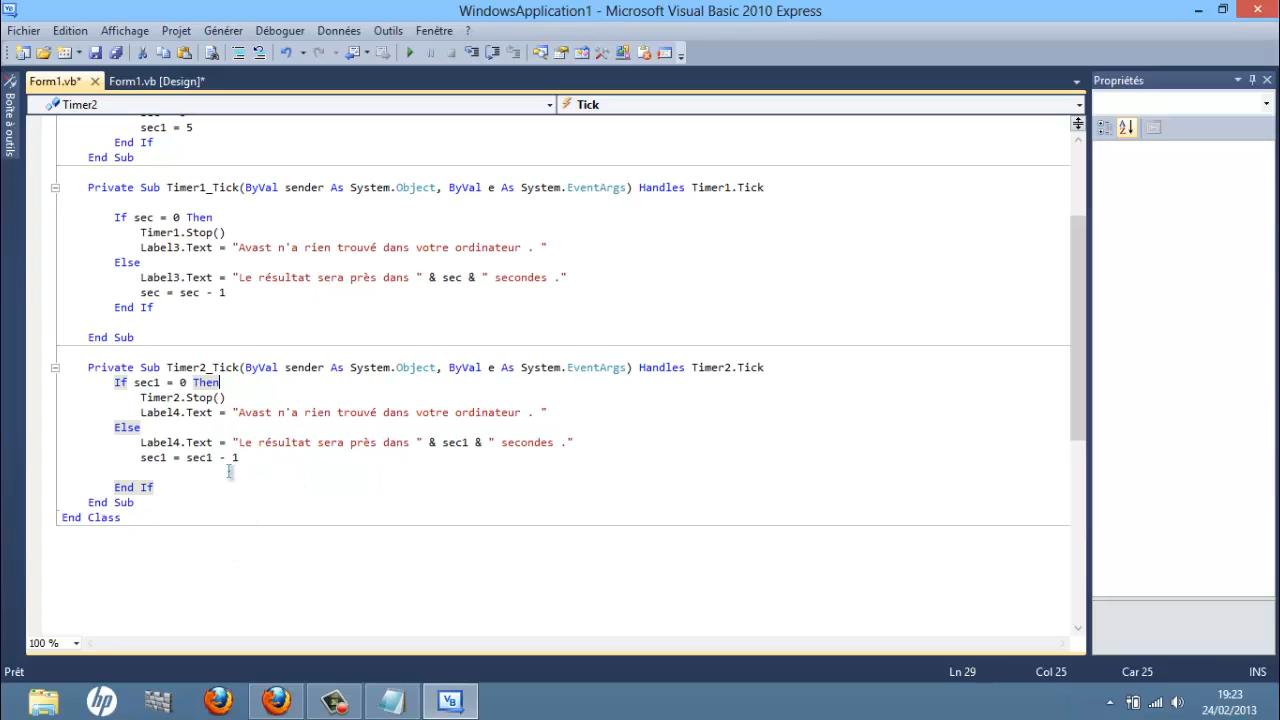 WindowsApplication1 - Microsoft Visual Basic 2010 Express
Fichier Edition Affichage Projet Générer Déboguer Données Outils Fenêtre ?
Form1.vb* Form1.vb [Design]*
Propriétés
Boîte à outils
Timer2 Tick
sec1 = 5
End If
End Sub
Private Sub Timer1_Tick(ByVal sender As System.Object, ByVal e As System.EventArgs) Handles Timer1.Tick
If sec = 0 Then
Timer1.Stop()
Label3.Text = "Avast n'a rien trouvé dans votre ordinateur . "
Else
Label3.Text = "Le résultat sera près dans " & sec & " secondes ."
sec = sec - 1
End If
End Sub
Private Sub Timer2_Tick(ByVal sender As System.Object, ByVal e As System.EventArgs) Handles Timer2.Tick
If sec1 = 0 Then
Timer2.Stop()
Label4.Text = "Avast n'a rien trouvé dans votre ordinateur . "
Else
Label4.Text = "Le résultat sera près dans " & sec1 & " secondes ."
sec1 = sec1 - 1
End If
End Sub
End Class
100 %
Prêt Ln 29 Col 25 Car 25 INS
hp VB
19:23
24/02/2013